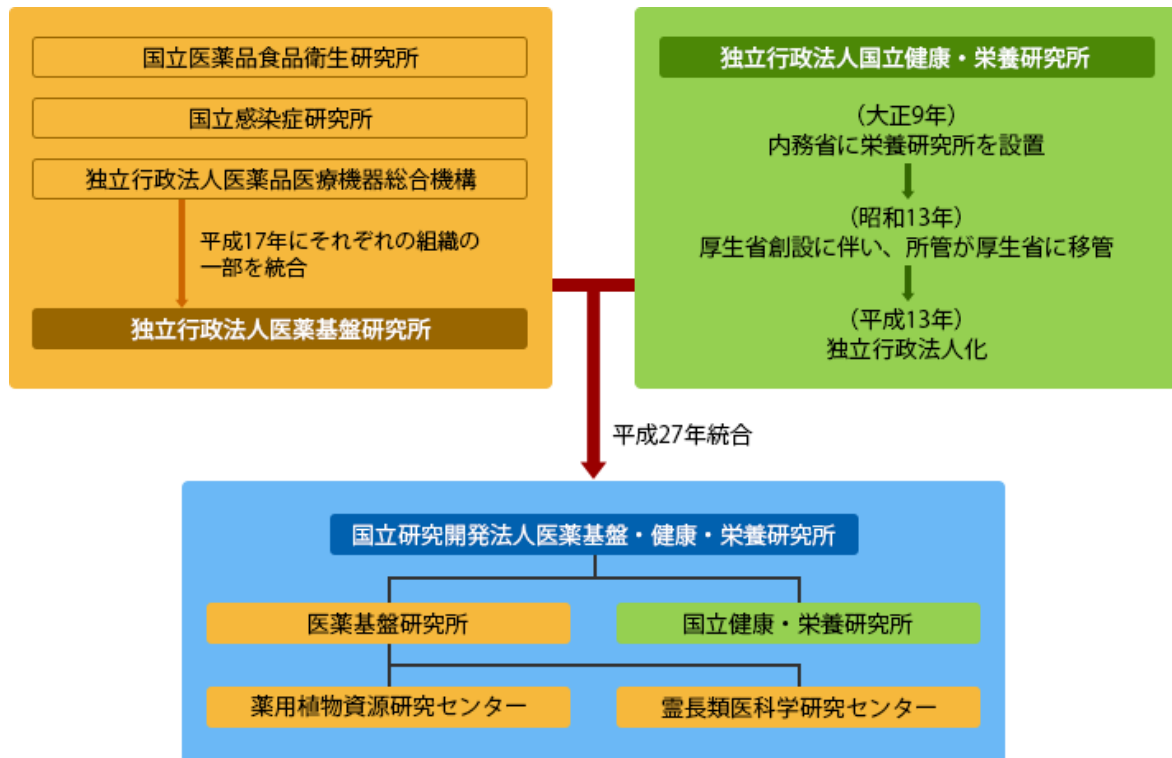 国立医薬品食品衛生研究所
国立感染症研究所
独立行政法人医薬品医療機器総合機構
平成17年にそれぞれの組織の
一部を統合
独立行政法人医薬基盤研究所
独立行政法人国立健康・栄養研究所
（大正9年）
内務省に栄養研究所を設置
（昭和13年）
厚生省創設に伴い、所管が厚生省に移管
（平成13年）
独立行政法人化
平成27年統合
国立研究開発法人医薬基盤・健康・栄養研究所
医薬基盤研究所
国立健康・栄養研究所
薬用植物資源研究センター
霊長類医科学研究センター